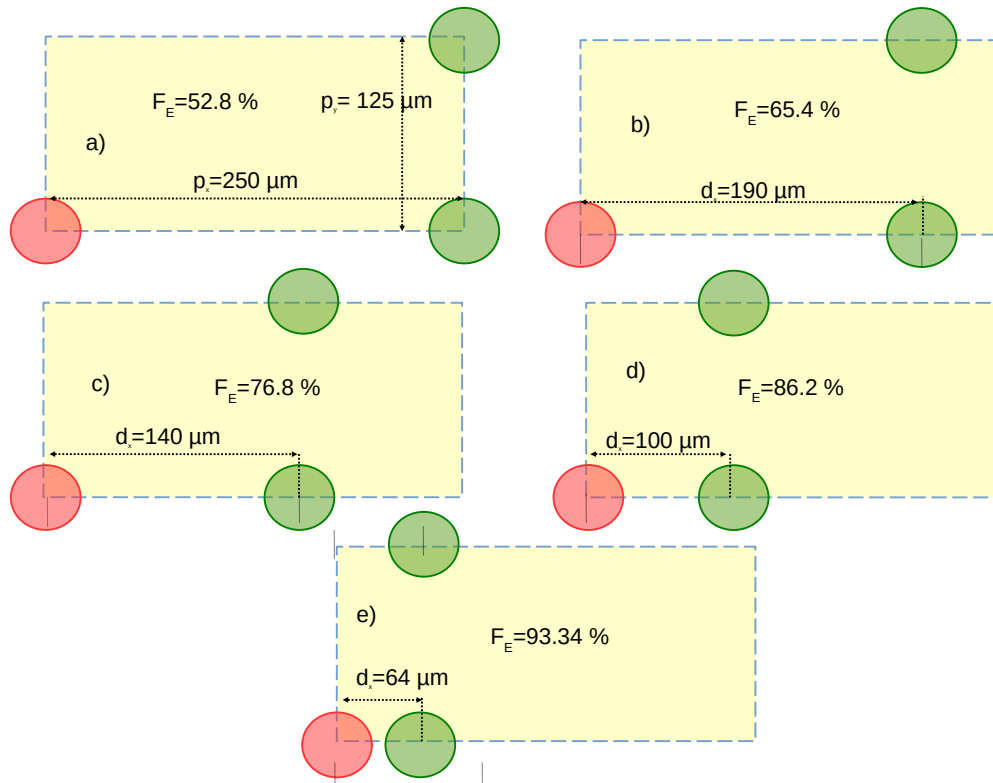 F_E=52.8 %
p_y= 125 µm
a)
p_x=250 µm
F_E=65.4 %
b)
d_x=190 µm
c)
F_E=76.8 %
d_x=140 µm
d)
F_E=86.2 %
d_x=100 µm
e)
F_E=93.34 %
d_x=64 µm